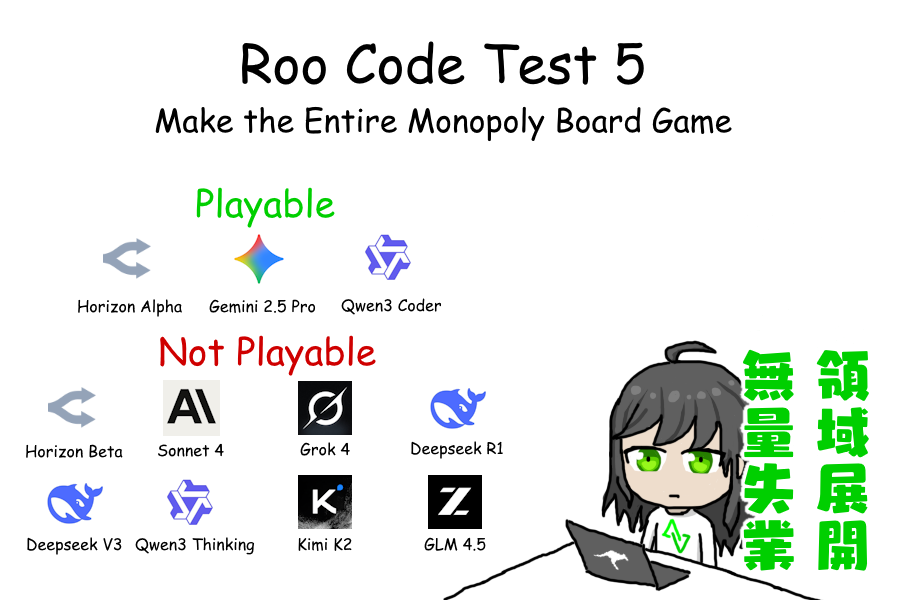 Roo Code Test 5
Make the Entire Monopoly Board Game
Playable
Horizon Alpha
Gemini 2.5 Pro
Qwen3 Coder
Not Playable
Horizon Beta
Sonnet 4
Grok 4
Deepseek R1
Deepseek V3
Qwen3 Thinking
Kimi K2
GLM 4.5
領域展開
無量失業